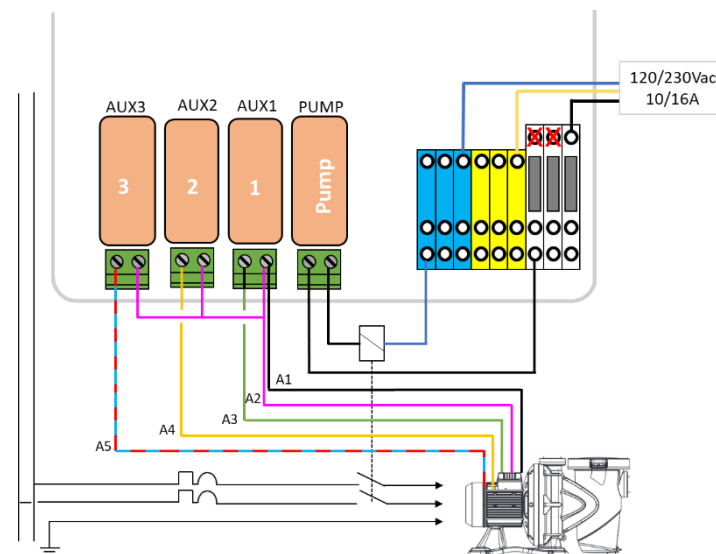 120/230Vac
10/16A
AUX3 AUX2 AUX1 PUMP
3 2 1 Pump
A1
A2
A3
A4
A5